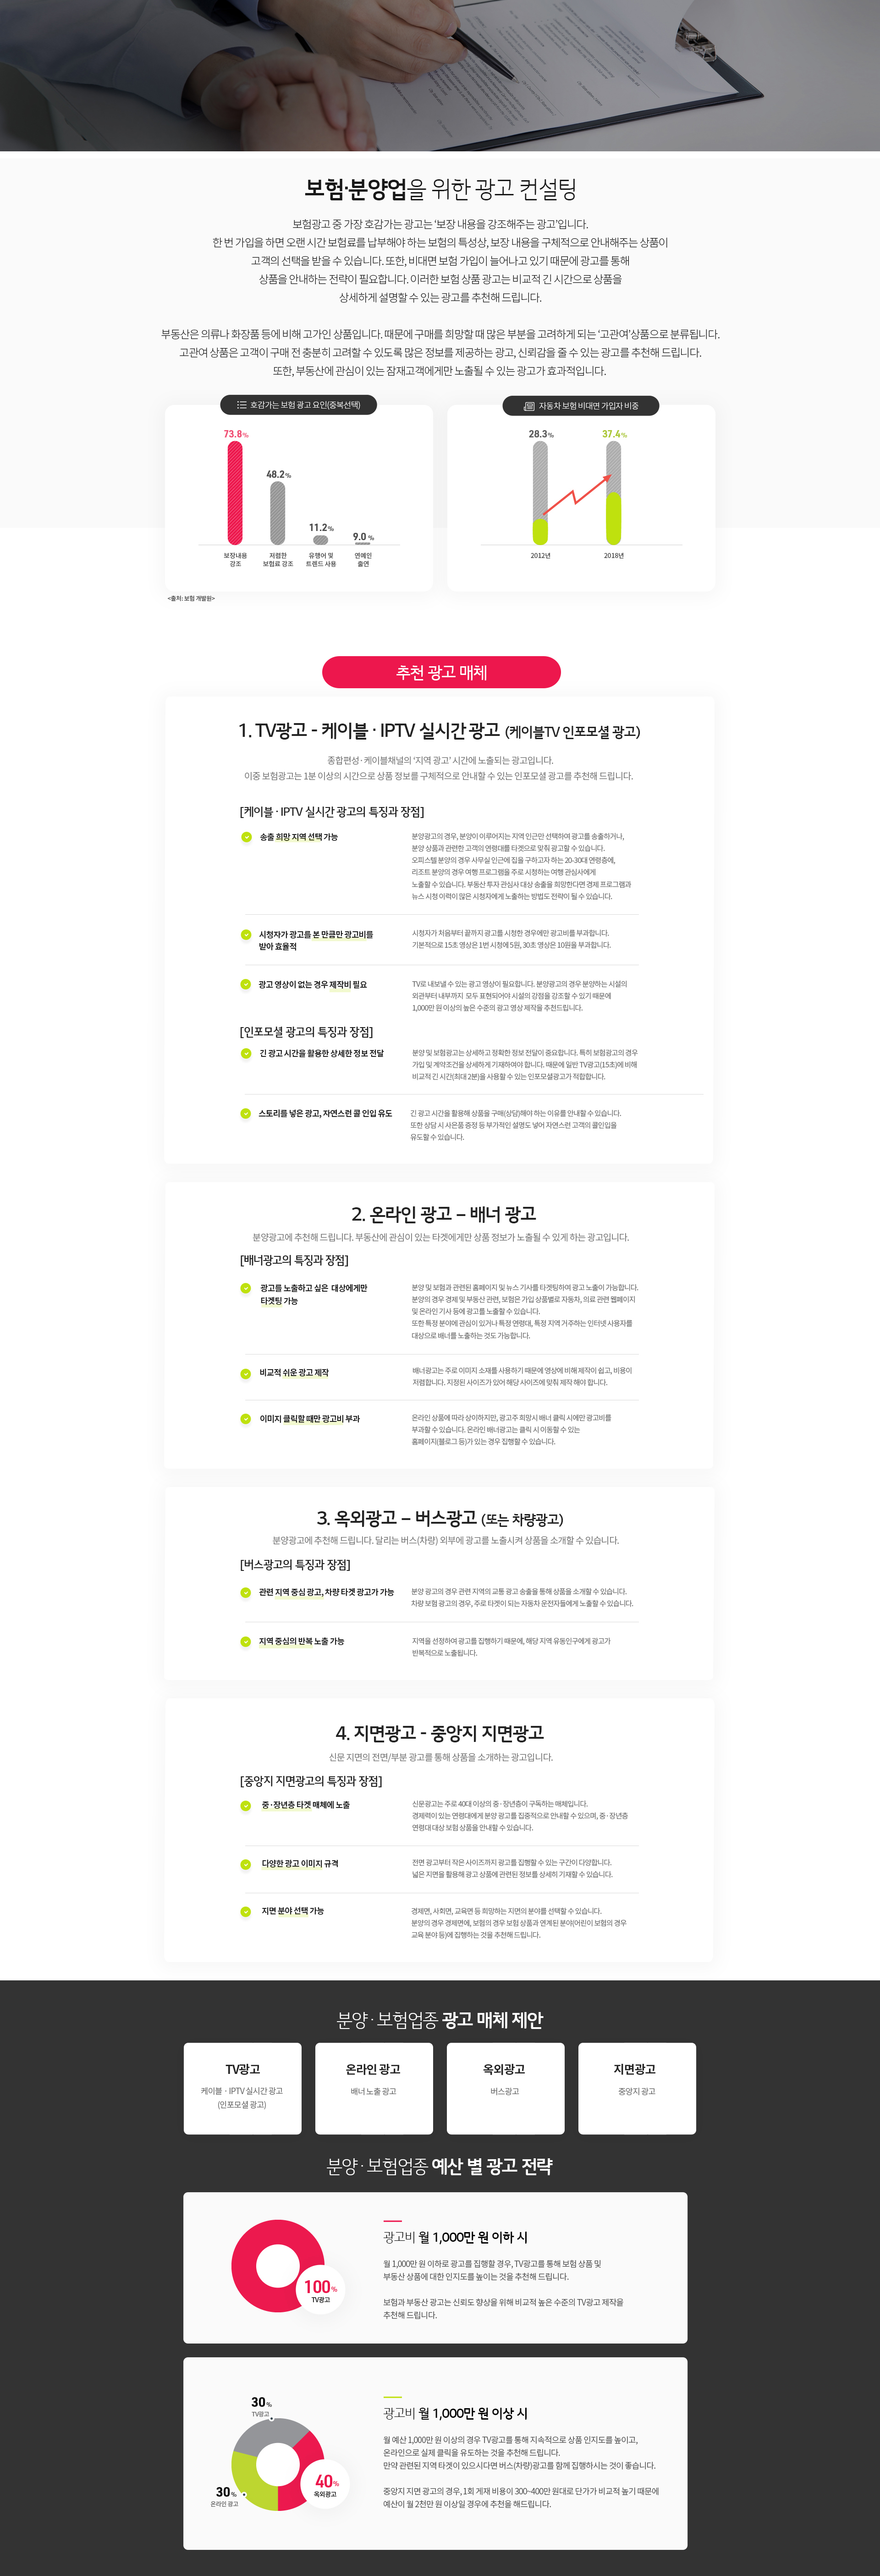 보험·분양업을 위한 광고 컨설팅
보험광고 중 가장 호감가는 광고는 '보장 내용을 강조해주는 광고'입니다.
한 번 가입을 하면 오랜 시간 보험료를 납부해야 하는 보험의 특성상, 보장 내용을 구체적으로 안내해주는 상품이
고객의 선택을 받을 수 있습니다. 또한, 비대면 보험 가입이 늘어나고 있기 때문에 광고를 통해
상품을 안내하는 전략이 필요합니다. 이러한 보험 상품 광고는 비교적 긴 시간으로 상품을
상세하게 설명할 수 있는 광고를 추천해 드립니다.
부동산은 의류나 화장품 등에 비해 고가인 상품입니다. 때문에 구매를 희망할 때 많은 부분을 고려하게 되는 '고관여'상품으로 분류됩니다.
고관여 상품은 고객이 구매 전 충분히 고려할 수 있도록 많은 정보를 제공하는 광고, 신뢰감을 줄 수 있는 광고를 추천해 드립니다.
또한, 부동산에 관심이 있는 잠재고객에게만 노출될 수 있는 광고가 효과적입니다.
호감가는 보험 광고 요인(중복선택)
73.8%
48.2%
11.2%
9.0%
보장내용
강조
저렴한
보험료 강조
유행어 및
트렌드 사용
연예인
출연
자동차 보험 비대면 가입자 비중
28.3%
37.4%
2012년
2018년
<출처: 보험 개발원>
추천 광고 매체
1. TV광고 - 케이블 · IPTV 실시간 광고 (케이블TV 인포모셜 광고)
종합편성·케이블채널의 '지역 광고' 시간에 노출되는 광고입니다.
이중 보험광고는 1분 이상의 시간으로 상품 정보를 구체적으로 안내할 수 있는 인포모셜 광고를 추천해 드립니다.
[케이블 · IPTV 실시간 광고의 특징과 장점]
송출 희망 지역 선택 가능
분양광고의 경우, 분양이 이루어지는 지역 인근만 선택하여 광고를 송출하거나,
분양 상품과 관련한 고객의 연령대를 타겟으로 맞춰 광고할 수 있습니다.
오피스텔 분양의 경우 사무실 인근에 집을 구하고자 하는 20-30대 연령층에,
리조트 분양의 경우 여행 프로그램을 주로 시청하는 여행 관심사에게
노출할 수 있습니다. 부동산 투자 관심사 대상 송출을 희망한다면 경제 프로그램과
뉴스 시청 이력이 많은 시청자에게 노출하는 방법도 전략이 될 수 있습니다.
시청자가 광고를 본 만큼만 광고비를
받아 효율적
시청자가 처음부터 끝까지 광고를 시청한 경우에만 광고비를 부과합니다.
기본적으로 15초 영상은 1번 시청에 5원, 30초 영상은 10원을 부과합니다.
광고 영상이 없는 경우 제작비 필요
TV로 내보낼 수 있는 광고 영상이 필요합니다. 분양광고의 경우 분양하는 시설의
외관부터 내부까지 모두 표현되어야 시설의 강점을 강조할 수 있기 때문에
1,000만 원 이상의 높은 수준의 광고 영상 제작을 추천드립니다.
[인포모셜 광고의 특징과 장점]
긴 광고 시간을 활용한 상세한 정보 전달
분양 및 보험광고는 상세하고 정확한 정보 전달이 중요합니다. 특히 보험광고의 경우
가입 및 계약조건을 상세하게 기재하여야 합니다. 때문에 일반 TV광고(15초)에 비해
비교적 긴 시간(최대 2분)을 사용할 수 있는 인포모셜광고가 적합합니다.
스토리를 넣은 광고, 자연스런 콜 인입 유도
긴 광고 시간을 활용해 상품을 구매(상담)해야 하는 이유를 안내할 수 있습니다.
또한 상담 시 사은품 증정 등 부가적인 설명도 넣어 자연스런 고객의 콜인입을
유도할 수 있습니다.
2. 온라인 광고 – 배너 광고
분양광고에 추천해 드립니다. 부동산에 관심이 있는 타겟에게만 상품 정보가 노출될 수 있게 하는 광고입니다.
[배너광고의 특징과 장점]
광고를 노출하고 싶은 대상에게만
타겟팅 가능
분양 및 보험과 관련된 홈페이지 및 뉴스 기사를 타겟팅하여 광고 노출이 가능합니다.
분양의 경우 경제 및 부동산 관련, 보험은 가입 상품별로 자동차, 의료 관련 웹페이지
및 온라인 기사 등에 광고를 노출할 수 있습니다.
또한 특정 분야에 관심이 있거나 특정 연령대, 특정 지역 거주하는 인터넷 사용자를
대상으로 배너를 노출하는 것도 가능합니다.
비교적 쉬운 광고 제작
배너광고는 주로 이미지 소재를 사용하기 때문에 영상에 비해 제작이 쉽고, 비용이
저렴합니다. 지정된 사이즈가 있어 해당 사이즈에 맞춰 제작 해야 합니다.
이미지 클릭할 때만 광고비 부과
온라인 상품에 따라 상이하지만, 광고주 희망시 배너 클릭 시에만 광고비를
부과할 수 있습니다. 온라인 배너광고는 클릭 시 이동할 수 있는
홈페이지(블로그 등)가 있는 경우 집행할 수 있습니다.
3. 옥외광고 – 버스광고 (또는 차량광고)
분양광고에 추천해 드립니다. 달리는 버스(차량) 외부에 광고를 노출시켜 상품을 소개할 수 있습니다.
[버스광고의 특징과 장점]
관련 지역 중심 광고, 차량 타겟 광고가 가능
분양 광고의 경우 관련 지역의 교통 광고 송출을 통해 상품을 소개할 수 있습니다.
차량 보험 광고의 경우, 주로 타겟이 되는 자동차 운전자들에게 노출할 수 있습니다.
지역 중심의 반복 노출 가능
지역을 선정하여 광고를 집행하기 때문에, 해당 지역 유동인구에게 광고가
반복적으로 노출됩니다.
4. 지면광고 - 중앙지 지면광고
신문 지면의 전면/부분 광고를 통해 상품을 소개하는 광고입니다.
[중앙지 지면광고의 특징과 장점]
중·장년층 타겟 매체에 노출
신문광고는 주로 40대 이상의 중·장년층이 구독하는 매체입니다.
경제력이 있는 연령대에게 분양 광고를 집중적으로 안내할 수 있으며, 중·장년층
연령대 대상 보험 상품을 안내할 수 있습니다.
다양한 광고 이미지 규격
전면 광고부터 작은 사이즈까지 광고를 집행할 수 있는 구간이 다양합니다.
넓은 지면을 활용해 광고 상품에 관련된 정보를 상세히 기재할 수 있습니다.
지면 분야 선택 가능
경제면, 사회면, 교육면 등 희망하는 지면의 분야를 선택할 수 있습니다.
분양의 경우 경제면에, 보험의 경우 보험 상품과 연계된 분야(어린이 보험의 경우
교육 분야 등)에 집행하는 것을 추천해 드립니다.
분양·보험업종 광고 매체 제안
TV광고
케이블 · IPTV 실시간 광고
(인포모셜 광고)
온라인 광고
배너 노출 광고
옥외광고
버스광고
지면광고
중앙지 광고
분양·보험업종 예산 별 광고 전략
100%
TV광고
광고비 월 1,000만 원 이하 시
월 1,000만 원 이하로 광고를 집행할 경우, TV광고를 통해 보험 상품 및
부동산 상품에 대한 인지도를 높이는 것을 추천해 드립니다.
보험과 부동산 광고는 신뢰도 향상을 위해 비교적 높은 수준의 TV광고 제작을
추천해 드립니다.
30%
TV광고
30%
온라인 광고
40%
옥외광고
광고비 월 1,000만 원 이상 시
월 예산 1,000만 원 이상의 경우 TV광고를 통해 지속적으로 상품 인지도를 높이고,
온라인으로 실제 클릭을 유도하는 것을 추천해 드립니다.
만약 관련된 지역 타겟이 있으시다면 버스(차량)광고를 함께 집행하시는 것이 좋습니다.
중앙지 지면 광고의 경우, 1회 게재 비용이 300~400만 원대로 단가가 비교적 높기 때문에
예산이 월 2천만 원 이상일 경우에 추천을 해드립니다.